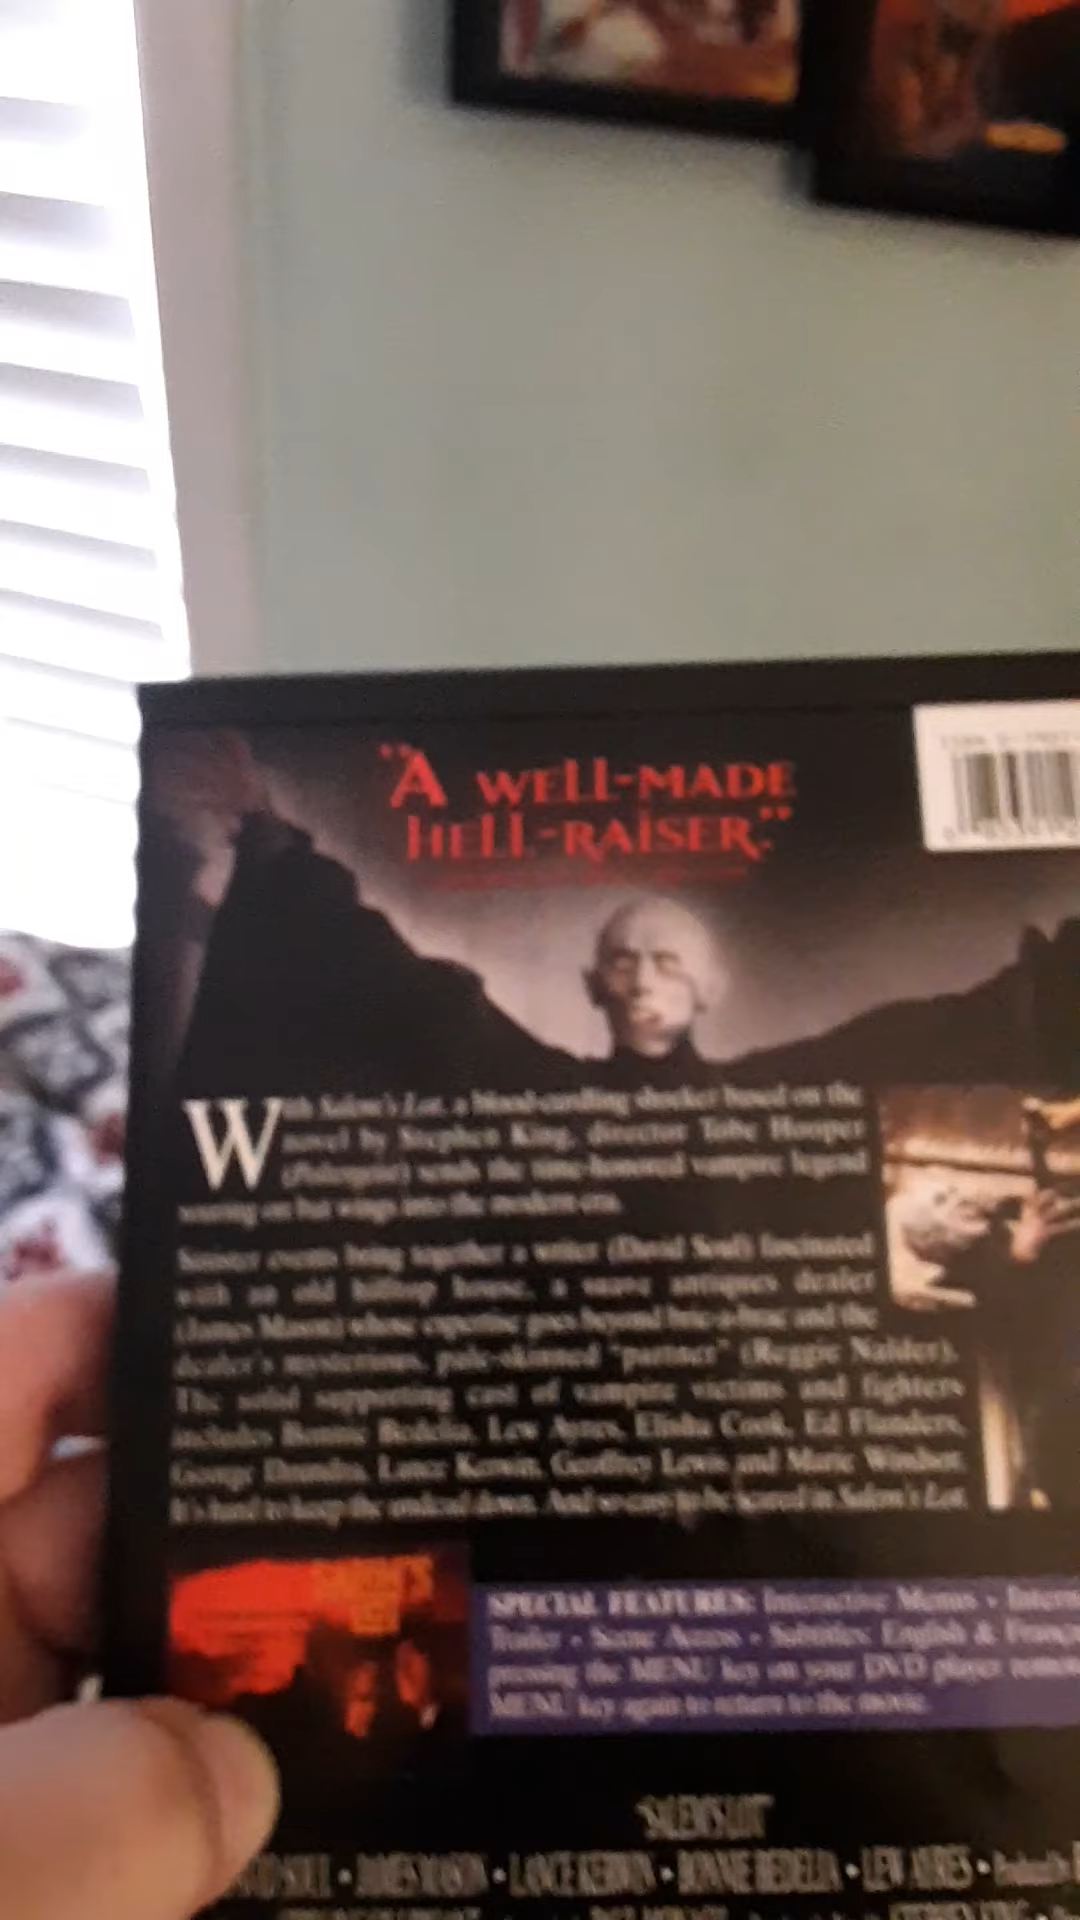 "A WELL-MADE
HELL-RAISER."
With Salem's Lot, a blood-curdling shocker based on the
novel by Stephen King, director Tobe Hooper
(Poltergeist) sends the time-honored vampire legend
soaring on bat wings into the modern era.
Sinister events bring together a writer (David Soul) fascinated
with an old hilltop house, a suave antiques dealer
(James Mason) whose expertise goes beyond bric-a-brac and the
dealer's mysterious, pale-skinned "partner" (Reggie Nalder).
The solid supporting cast of vampire victims and fighters
includes Bonnie Bedelia, Lew Ayres, Elisha Cook, Ed Flanders,
George Dzundza, Lance Kerwin, Geoffrey Lewis and Marie Windsor.
It's hard to keep the undead down. And so easy to be scared in Salem's Lot.
SALEM'S
LOT
SPECIAL FEATURES: Interactive Menus •
Trailer • Scene Access • Subtitles: English &
pressing the MENU key on your DVD player
MENU key again to return to the movie.
"SALEM'S LOT"
SOUL • JAMES MASON • LANCE KERWIN • BONNIE BEDELIA • LEW AYRES •
STEPHEN KING •